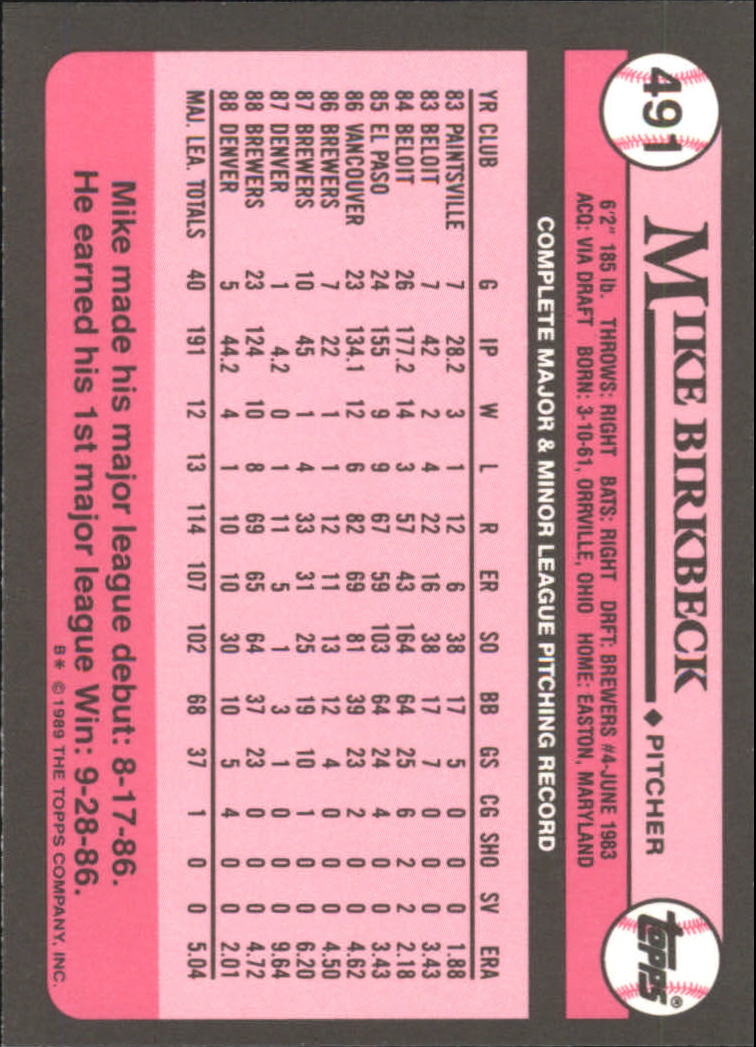 491
MIKE BIRKBECK ◆ PITCHER
Topps®
6'2" 185 lb. THROWS: RIGHT BATS: RIGHT DRFT: BREWERS #4-JUNE 1983
ACQ: VIA DRAFT BORN: 3-10-61, ORRVILLE, OHIO HOME: EASTON, MARYLAND
COMPLETE MAJOR & MINOR LEAGUE PITCHING RECORD
YR CLUB G IP W L R ER SO BB GS CG SHO SV ERA
83 PAINTSVILLE 7 28.2 3 1 12 6 38 17 5 0 0 0 1.88
83 BELOIT 7 42 2 4 22 16 38 17 7 0 0 0 3.43
84 BELOIT 26 177.2 14 3 57 43 164 64 25 6 2 2 2.18
85 EL PASO 24 155 9 9 67 59 103 64 24 4 0 0 3.43
86 VANCOUVER 23 134.1 12 6 82 69 81 39 23 2 0 0 4.62
86 BREWERS 7 22 1 1 12 11 13 12 4 0 0 0 4.50
87 BREWERS 10 45 1 4 33 31 25 19 10 1 0 0 6.20
87 DENVER 1 4.2 0 1 11 5 1 3 1 0 0 0 9.64
88 BREWERS 23 124 10 8 69 65 64 37 23 0 0 0 4.72
88 DENVER 5 44.2 4 1 10 10 30 10 5 4 0 0 2.01
MAJ. LEA. TOTALS 40 191 12 13 114 107 102 68 37 1 0 0 5.04
Mike made his major league debut: 8-17-86.
He earned his 1st major league Win: 9-28-86.
B* © 1989 THE TOPPS COMPANY, INC.